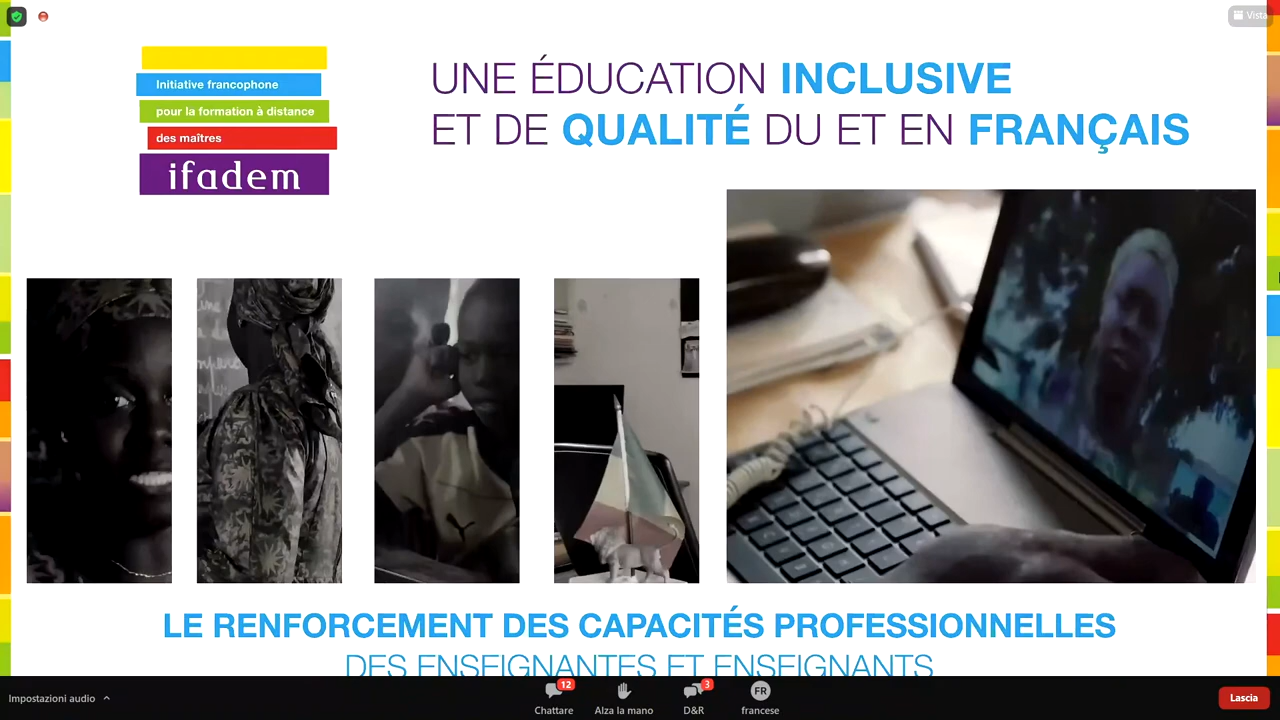 Vista
UNE ÉDUCATION INCLUSIVE
ET DE QUALITÉ DU ET EN FRANÇAIS
Initiative francophone
pour la formation à distance
des maîtres
ifadem
LE RENFORCEMENT DES CAPACITÉS PROFESSIONNELLES
DES ENSEIGNANTES ET ENSEIGNANTS
Impostazioni audio
12
Chattare
Alza la mano
3
D&R
FR
francese
Lascia